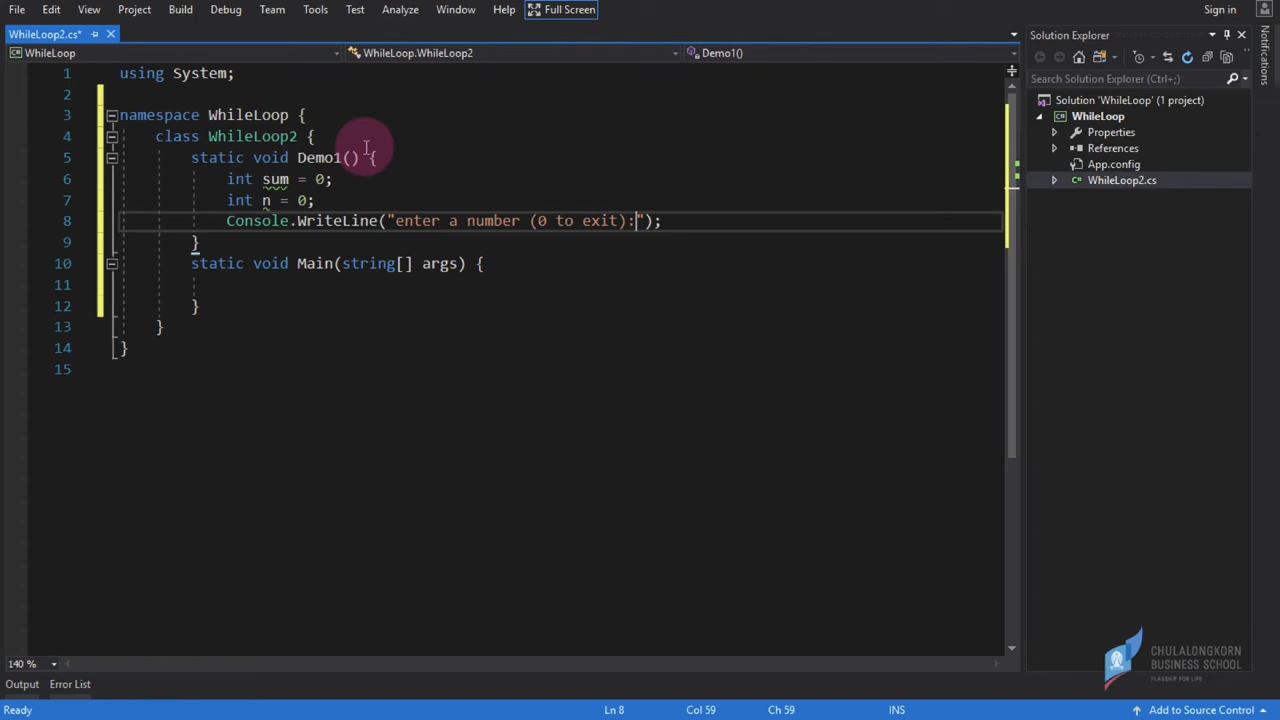 File Edit View Project Build Debug Team Tools Test Analyze Window Help Full Screen Sign in
WhileLoop2.cs*
WhileLoop WhileLoop.WhileLoop2 Demo1()
1 using System;
2
3 namespace WhileLoop {
4 class WhileLoop2 {
5 static void Demo1() {
6 int sum = 0;
7 int n = 0;
8 Console.WriteLine("enter a number (0 to exit):");
9 }
10 static void Main(string[] args) {
11
12 }
13 }
14 }
15
Solution Explorer
Search Solution Explorer (Ctrl+;)
Solution 'WhileLoop' (1 project)
WhileLoop
Properties
References
App.config
C# WhileLoop2.cs
Notifications
140 %
CHULALONGKORN
BUSINESS SCHOOL
FLAGSHIP FOR LIFE
Output Error List
Ready Ln 8 Col 59 Ch 59 INS Add to Source Control